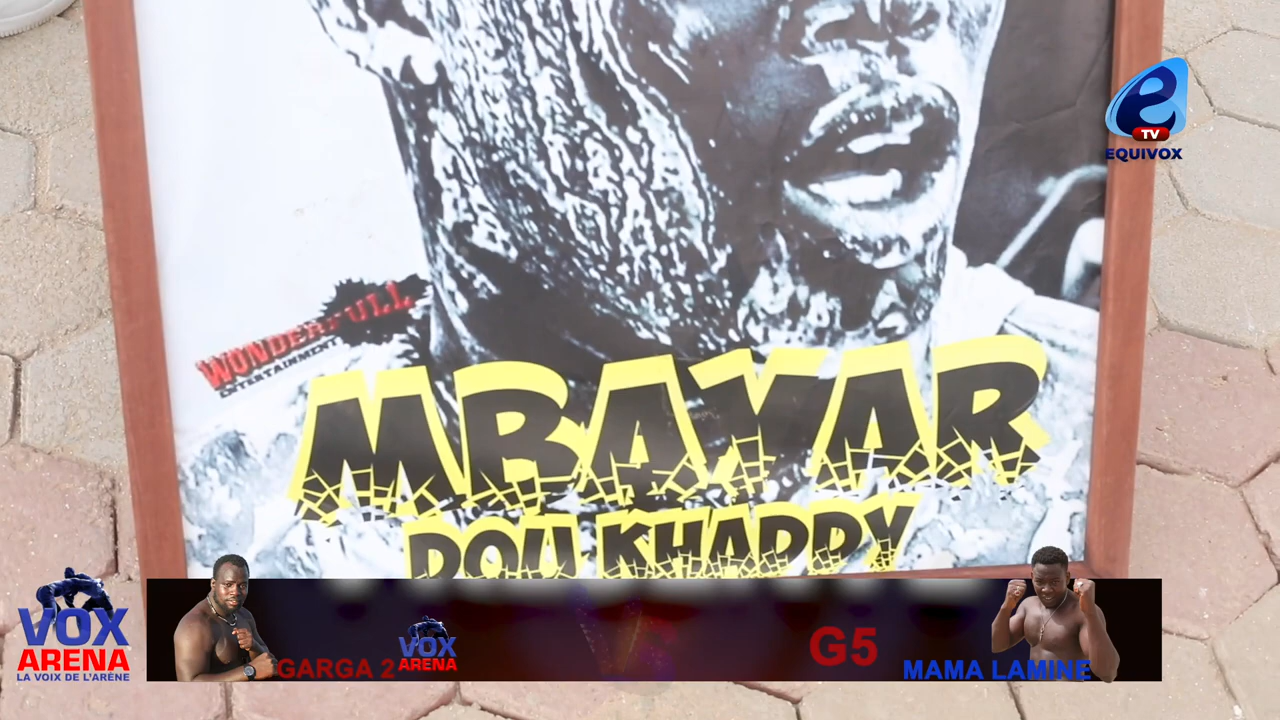 e
TV
EQUIVOX
WONDERFULL
ENTERTAINMENT
MBAYAR
DOU KHADDY
VOX
ARENA
LA VOIX DE L'ARÈNE
GARGA 2
VOX
ARENA
G5
MAMA LAMINE